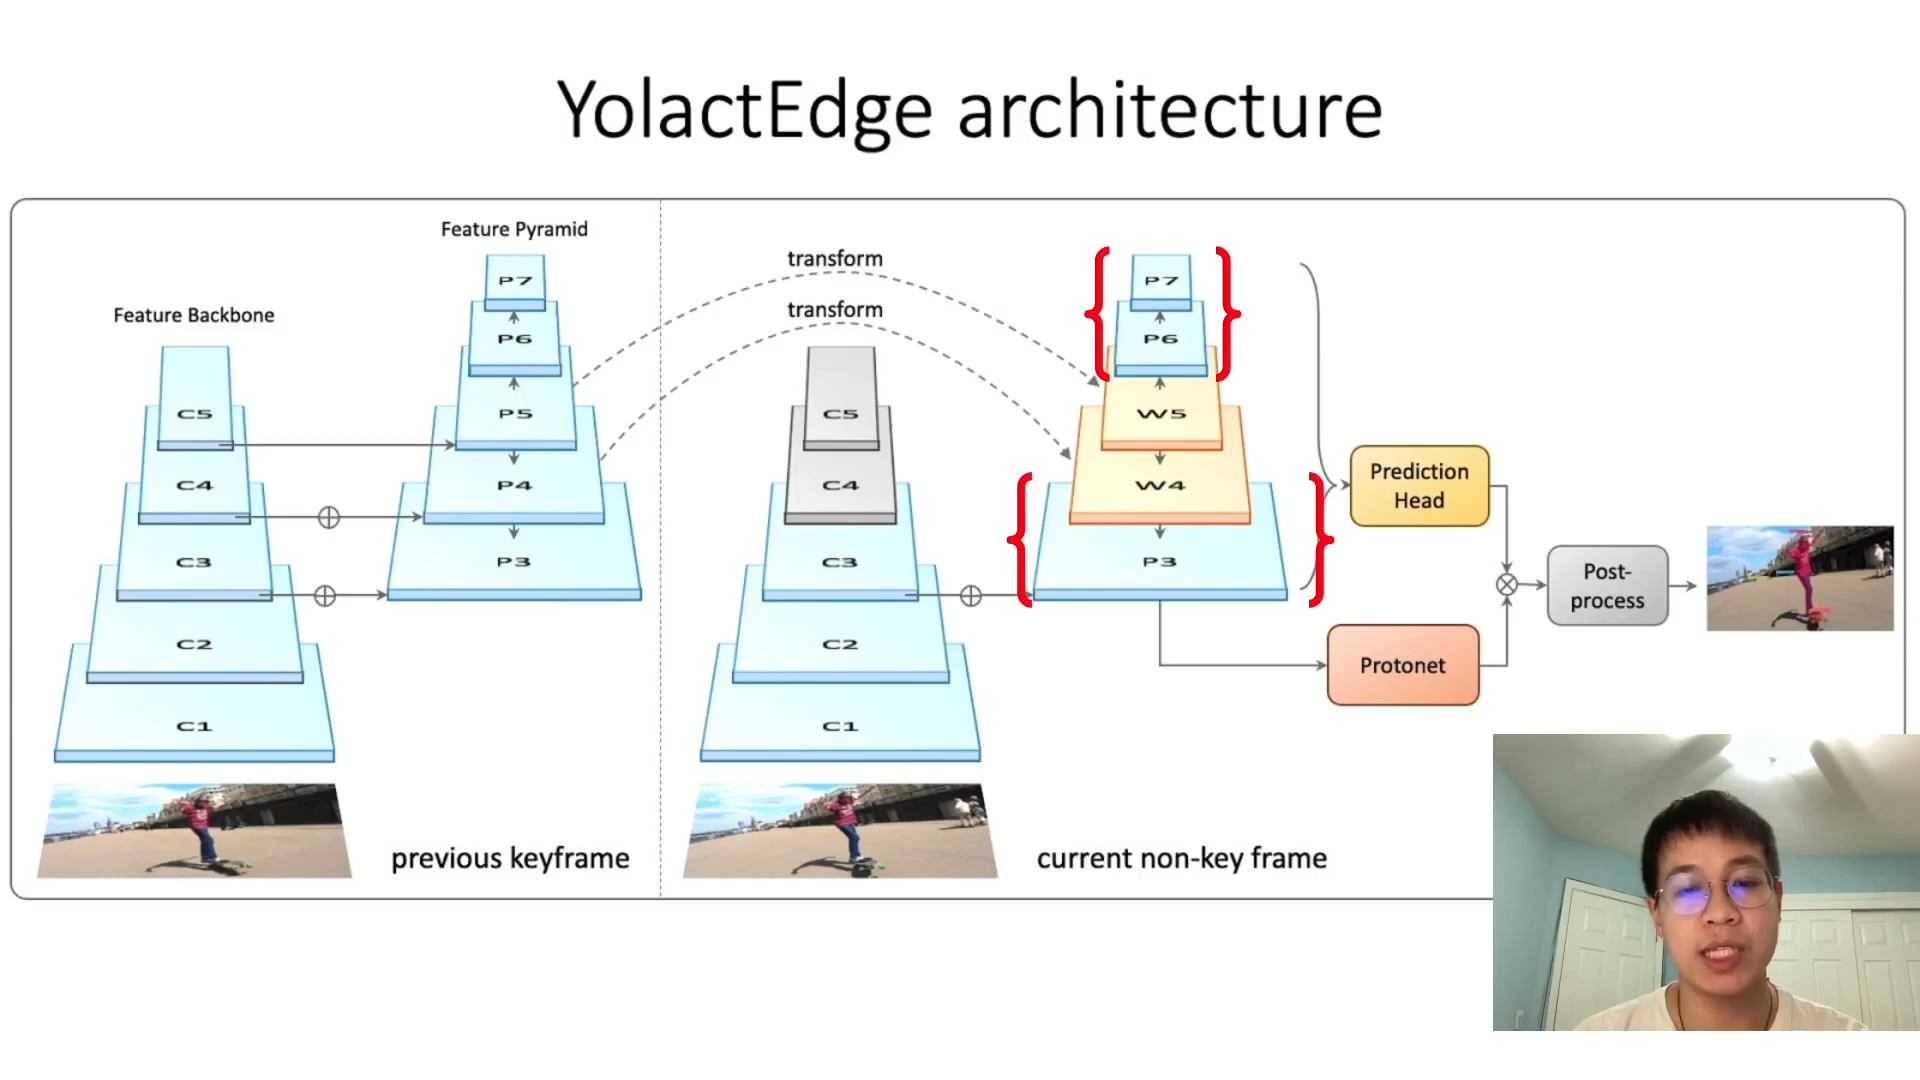 YolactEdge architecture
Feature Backbone
C5
C4
C3
C2
C1
Feature Pyramid
P7
P6
P5
P4
P3
previous keyframe
transform
transform
C5
C4
C3
C2
C1
P7
P6
W5
W4
P3
current non-key frame
Prediction
Head
Protonet
Post-
process